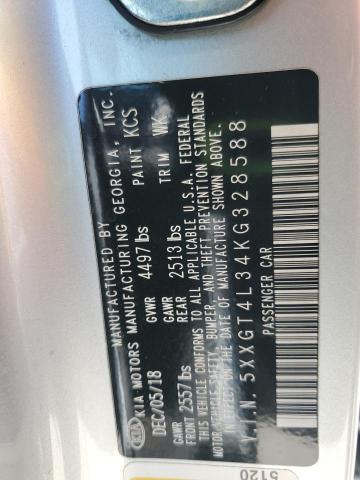 MANUFACTURED BY
KIA KIA MOTORS MANUFACTURING GEORGIA, INC.
DEC/05/18 GVWR 4497 lbs PAINT KCS
GAWR FRONT 2557 lbs GAWR REAR 2513 lbs TRIM WK
THIS VEHICLE CONFORMS TO ALL APPLICABLE U.S.A. FEDERAL
MOTOR VEHICLE SAFETY, BUMPER, AND THEFT PREVENTION STANDARDS
IN EFFECT ON THE DATE OF MANUFACTURE SHOWN ABOVE.
V.I.N. 5XXGT4L34KG328588
PASSENGER CAR
5120